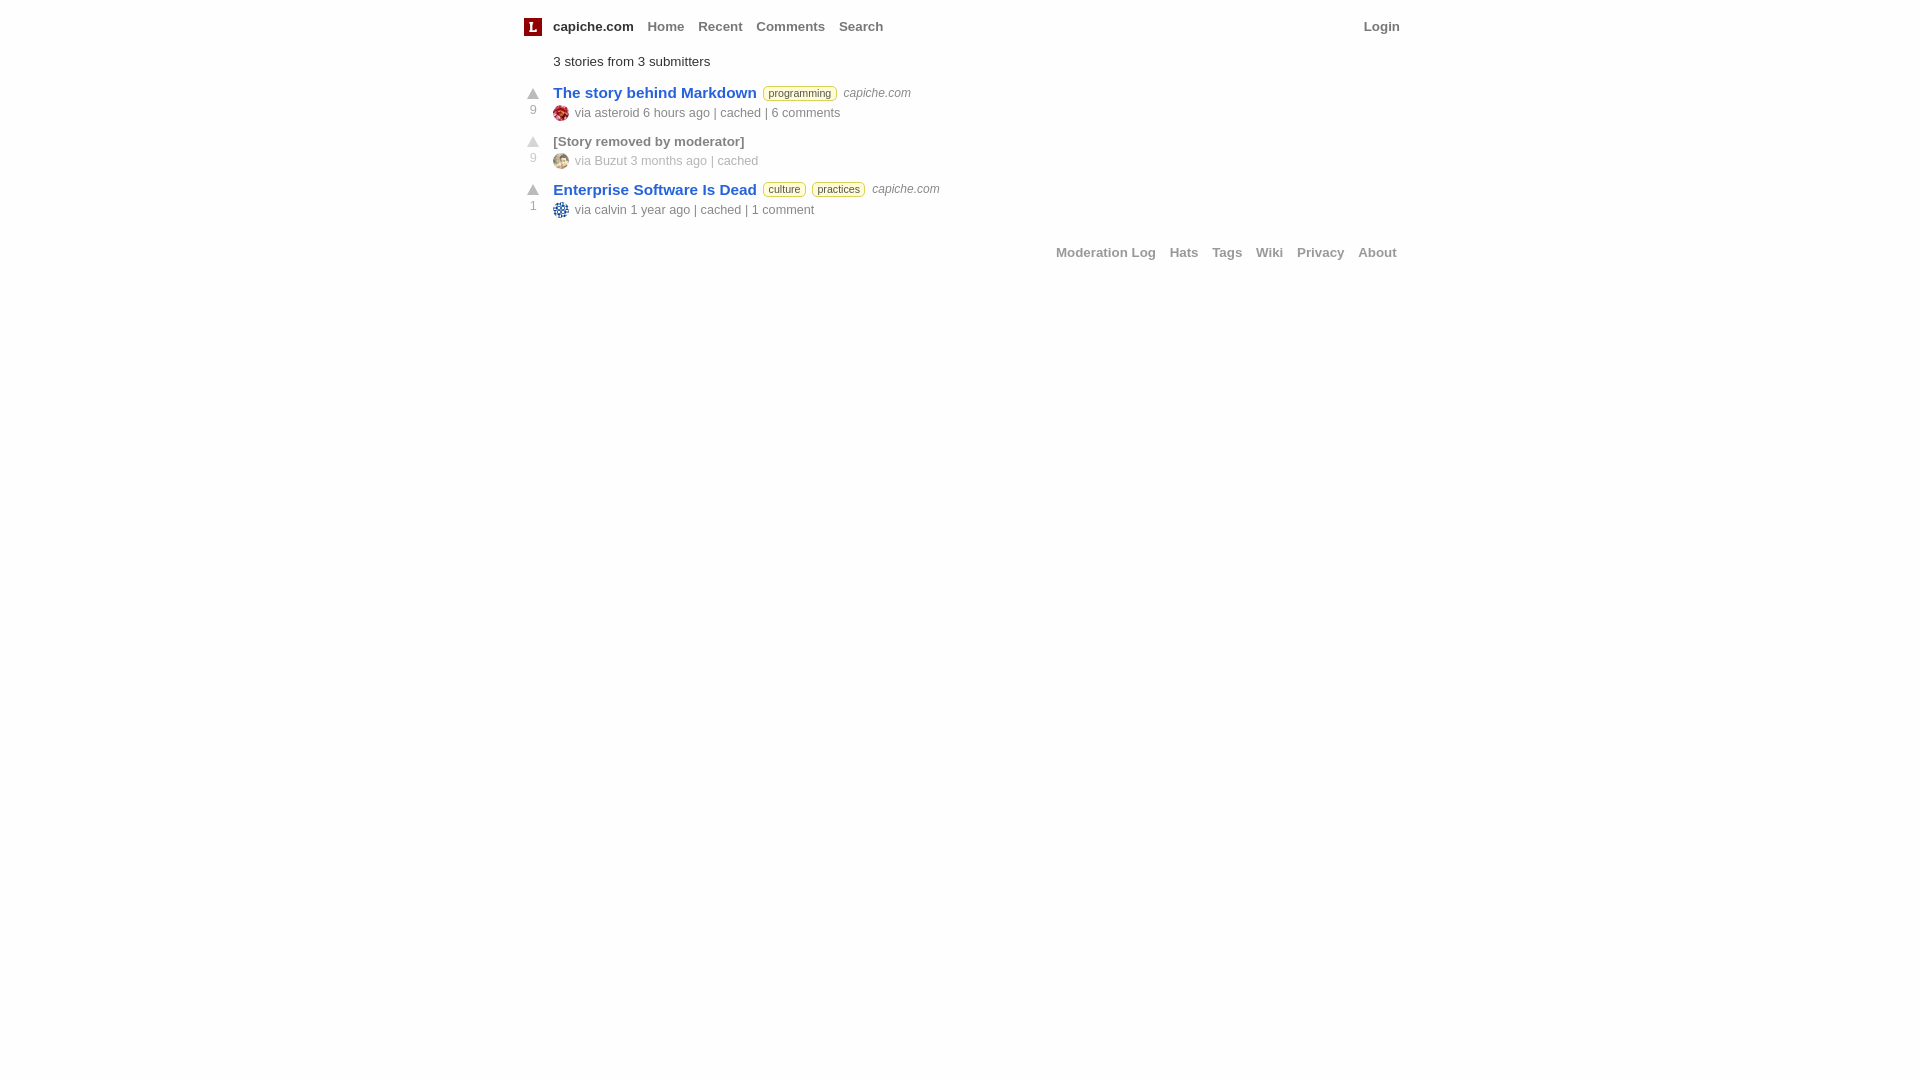 L capiche.com Home Recent Comments Search Login
3 stories from 3 submitters
The story behind Markdown programming capiche.com
9 via asteroid 6 hours ago | cached | 6 comments
[Story removed by moderator]
9 via Buzut 3 months ago | cached
Enterprise Software Is Dead culture practices capiche.com
1 via calvin 1 year ago | cached | 1 comment
Moderation Log Hats Tags Wiki Privacy About